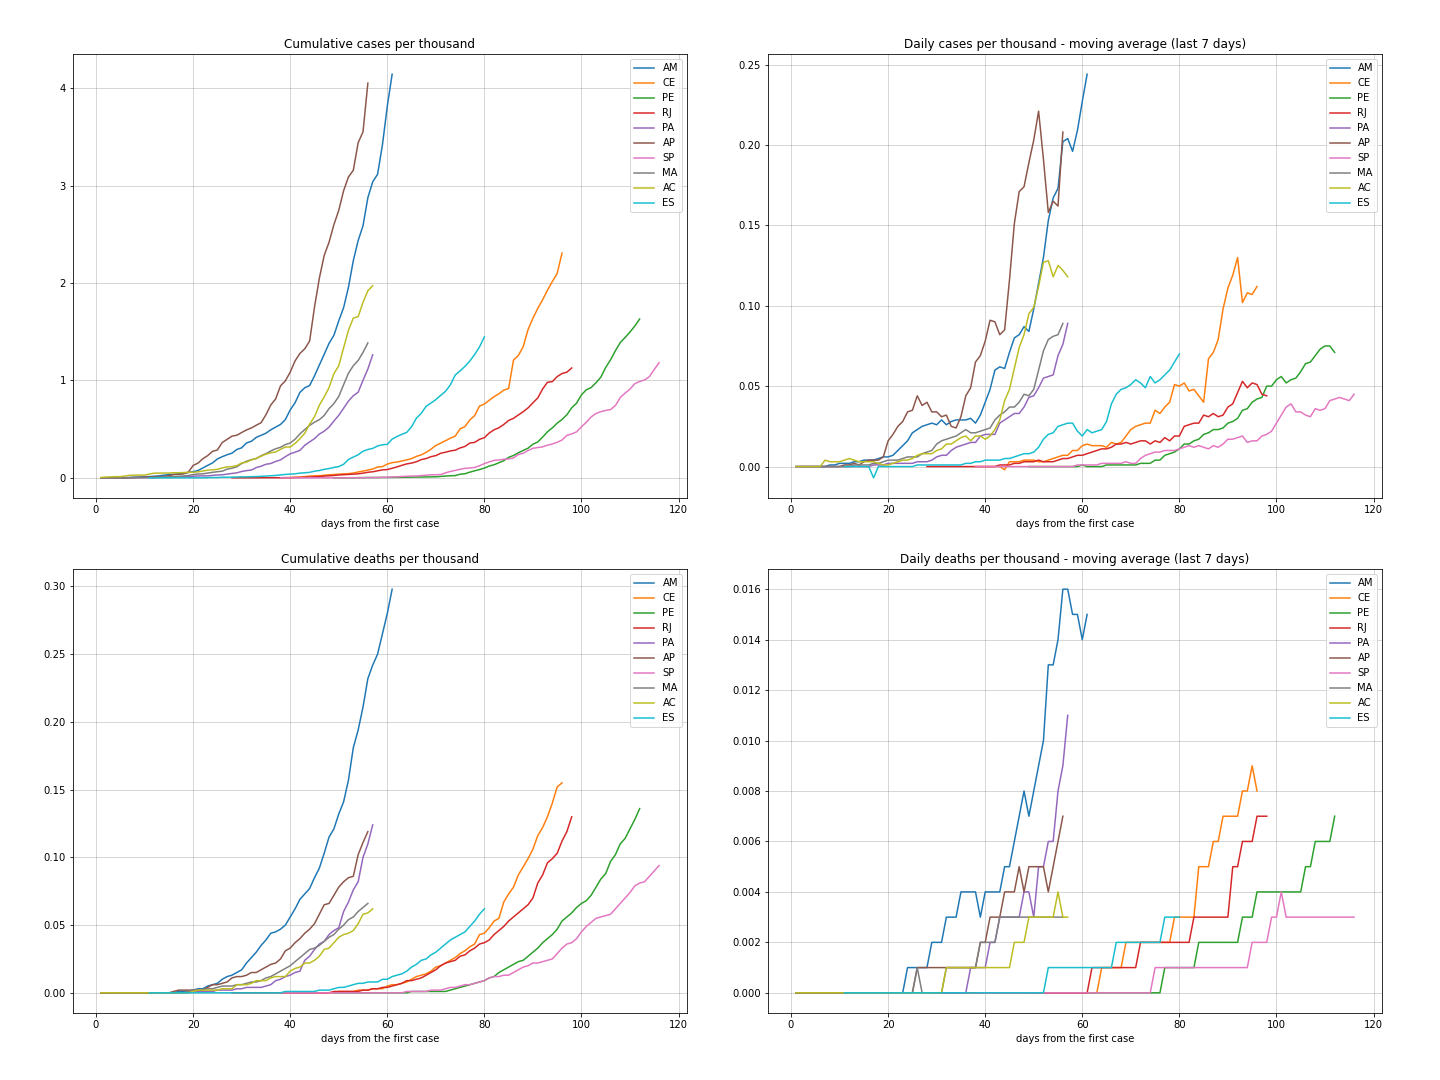 Cumulative cases per thousand
4
3
2
1
0
0 20 40 60 80 100 120
days from the first case
AM
CE
PE
RJ
PA
AP
SP
MA
AC
ES
Daily cases per thousand - moving average (last 7 days)
0.25
0.20
0.15
0.10
0.05
0.00
0 20 40 60 80 100 120
days from the first case
AM
CE
PE
RJ
PA
AP
SP
MA
AC
ES
Cumulative deaths per thousand
0.30
0.25
0.20
0.15
0.10
0.05
0.00
0 20 40 60 80 100 120
days from the first case
AM
CE
PE
RJ
PA
AP
SP
MA
AC
ES
Daily deaths per thousand - moving average (last 7 days)
0.016
0.014
0.012
0.010
0.008
0.006
0.004
0.002
0.000
0 20 40 60 80 100 120
days from the first case
AM
CE
PE
RJ
PA
AP
SP
MA
AC
ES